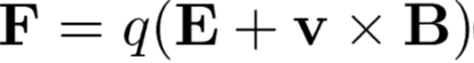 𝐅 = q(𝐄 + 𝐯 × 𝐁)